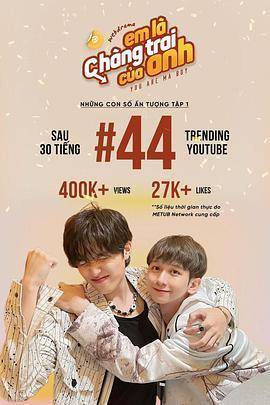 webdrama
em là
chàng trai
của anh
YOU ARE MA BOY
NHỮNG CON SỐ ẤN TƯỢNG TẬP 1
SAU
30 TIẾNG
#44
TRENDING
YOUTUBE
400K+ VIEWS
27K+ LIKES
**Số liệu thời gian thực do
METUB Network cung cấp